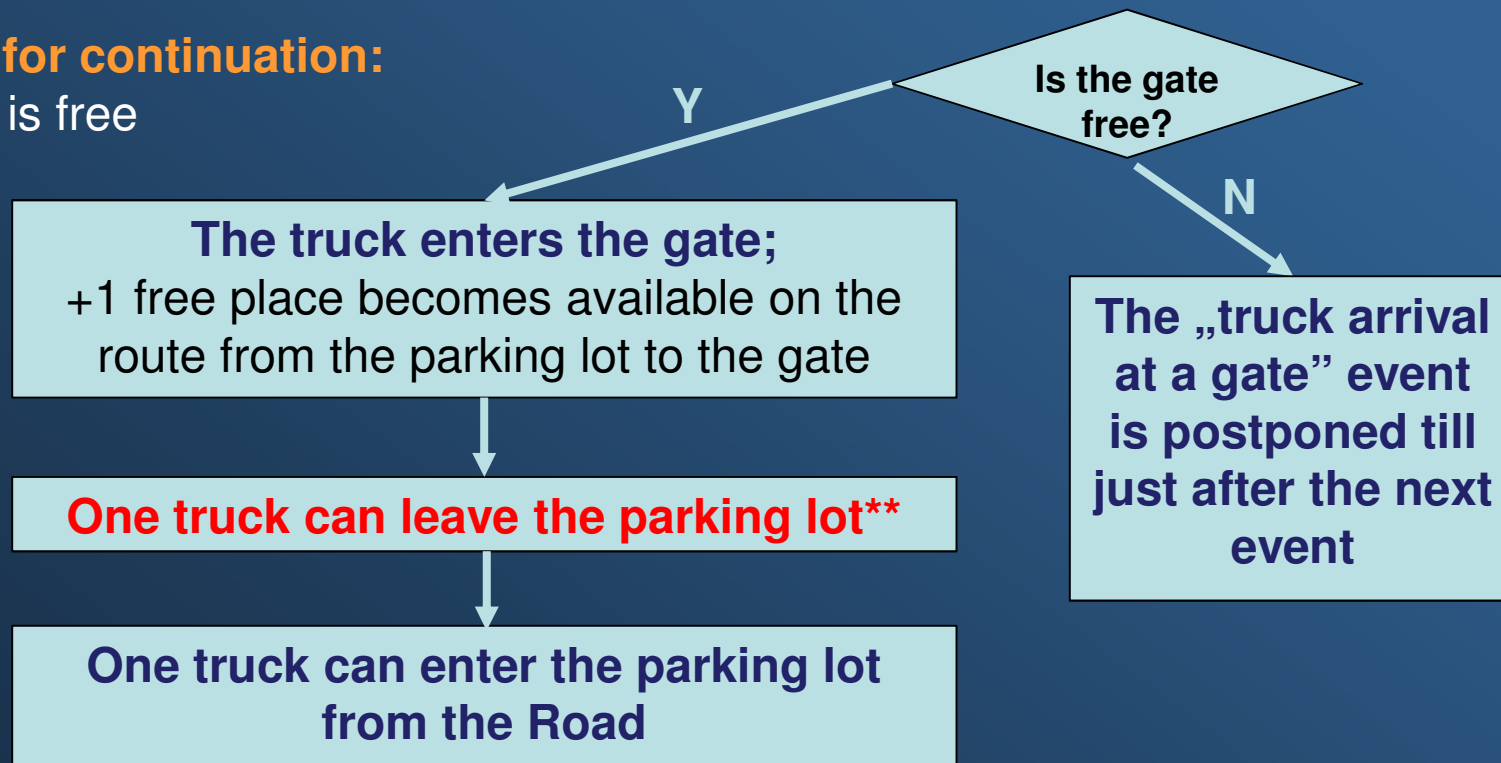 for continuation:
is free
Is the gate
free?
Y
N
The truck enters the gate;
+1 free place becomes available on the
route from the parking lot to the gate
The „truck arrival
at a gate” event
is postponed till
just after the next
event
One truck can leave the parking lot**
One truck can enter the parking lot
from the Road